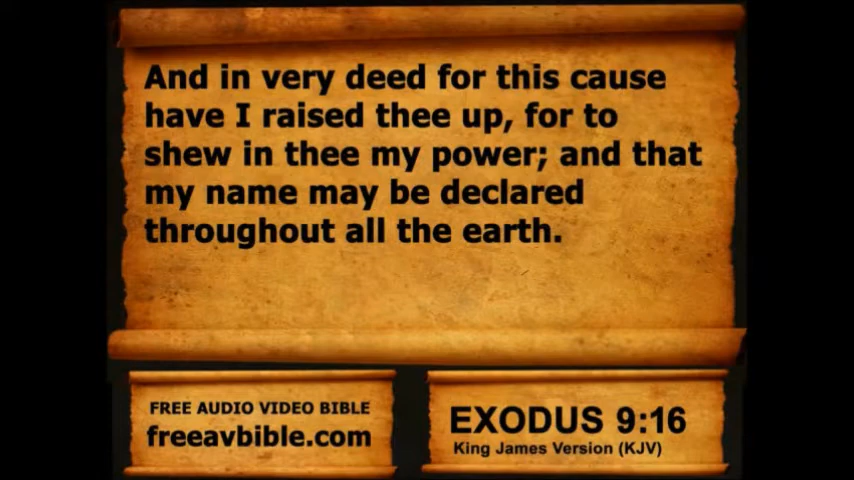 And in very deed for this cause
have I raised thee up, for to
shew in thee my power; and that
my name may be declared
throughout all the earth.
FREE AUDIO VIDEO BIBLE
freeavbible.com
EXODUS 9:16
King James Version (KJV)